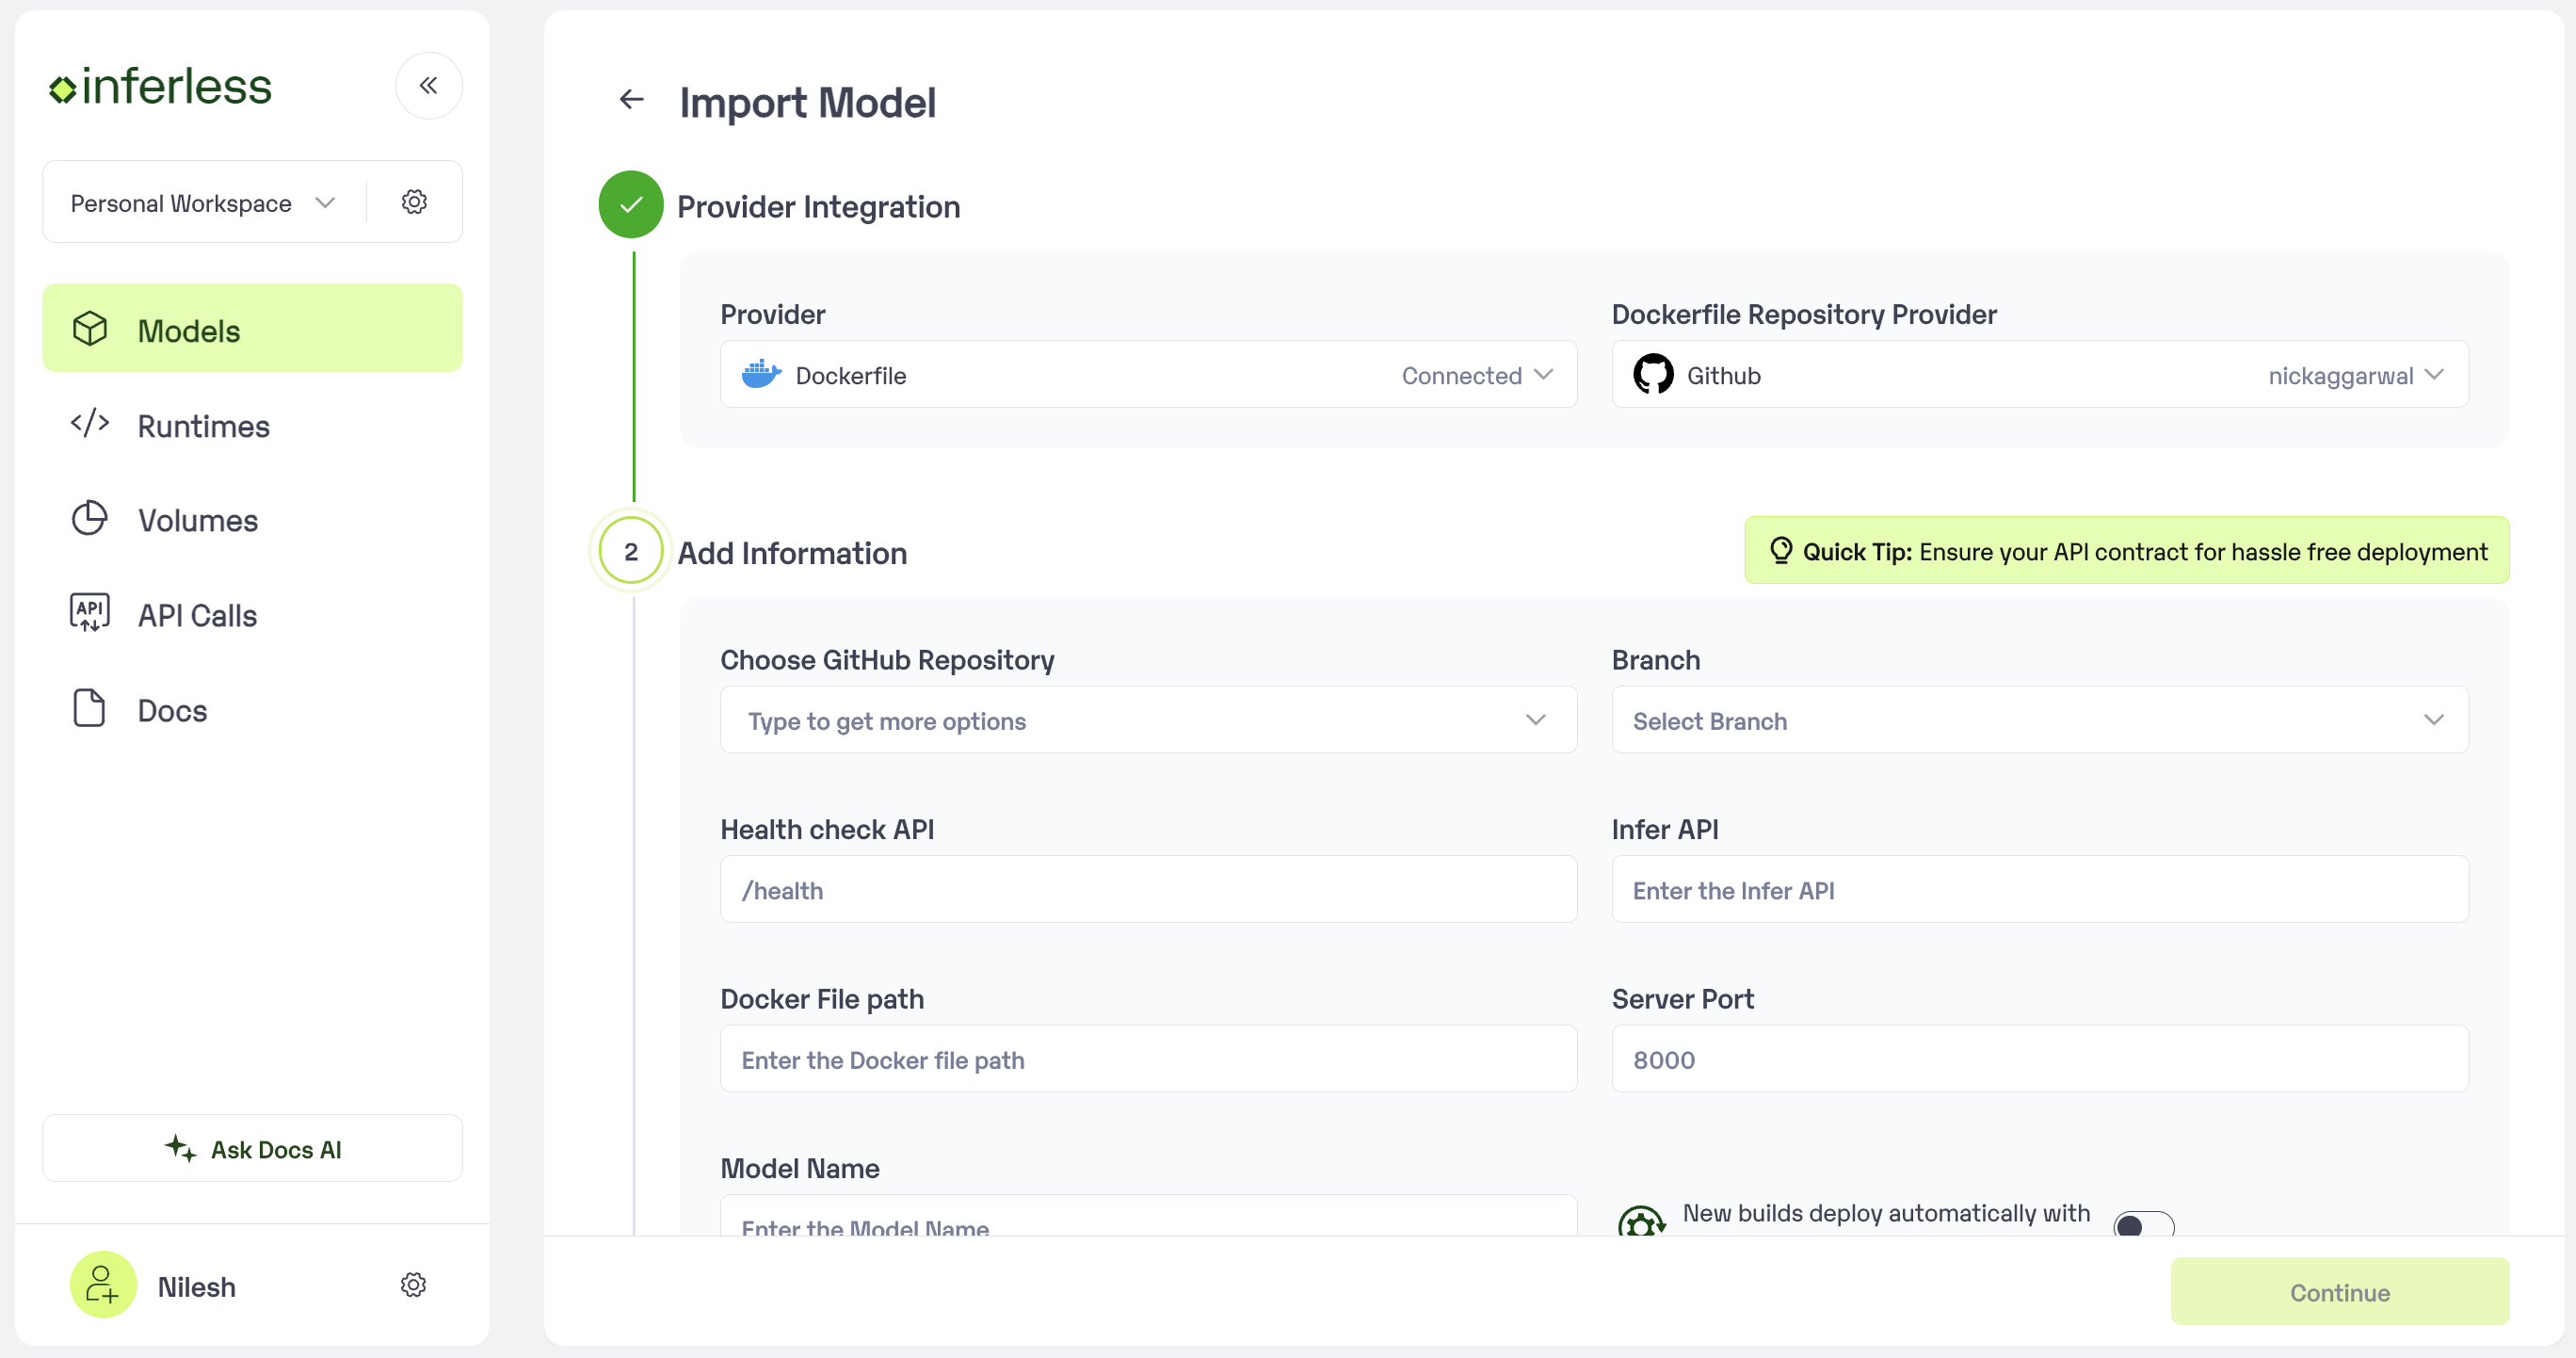 inferless
Personal Workspace
Models
Runtimes
Volumes
API Calls
Docs
Ask Docs AI
Nilesh
Import Model
Provider Integration
Provider
Dockerfile Connected
Dockerfile Repository Provider
Github nickaggarwal
2 Add Information
Quick Tip: Ensure your API contract for hassle free deployment
Choose GitHub Repository
Type to get more options
Branch
Select Branch
Health check API
/health
Infer API
Enter the Infer API
Docker File path
Enter the Docker file path
Server Port
8000
Model Name
Enter the Model Name
New builds deploy automatically with
Continue